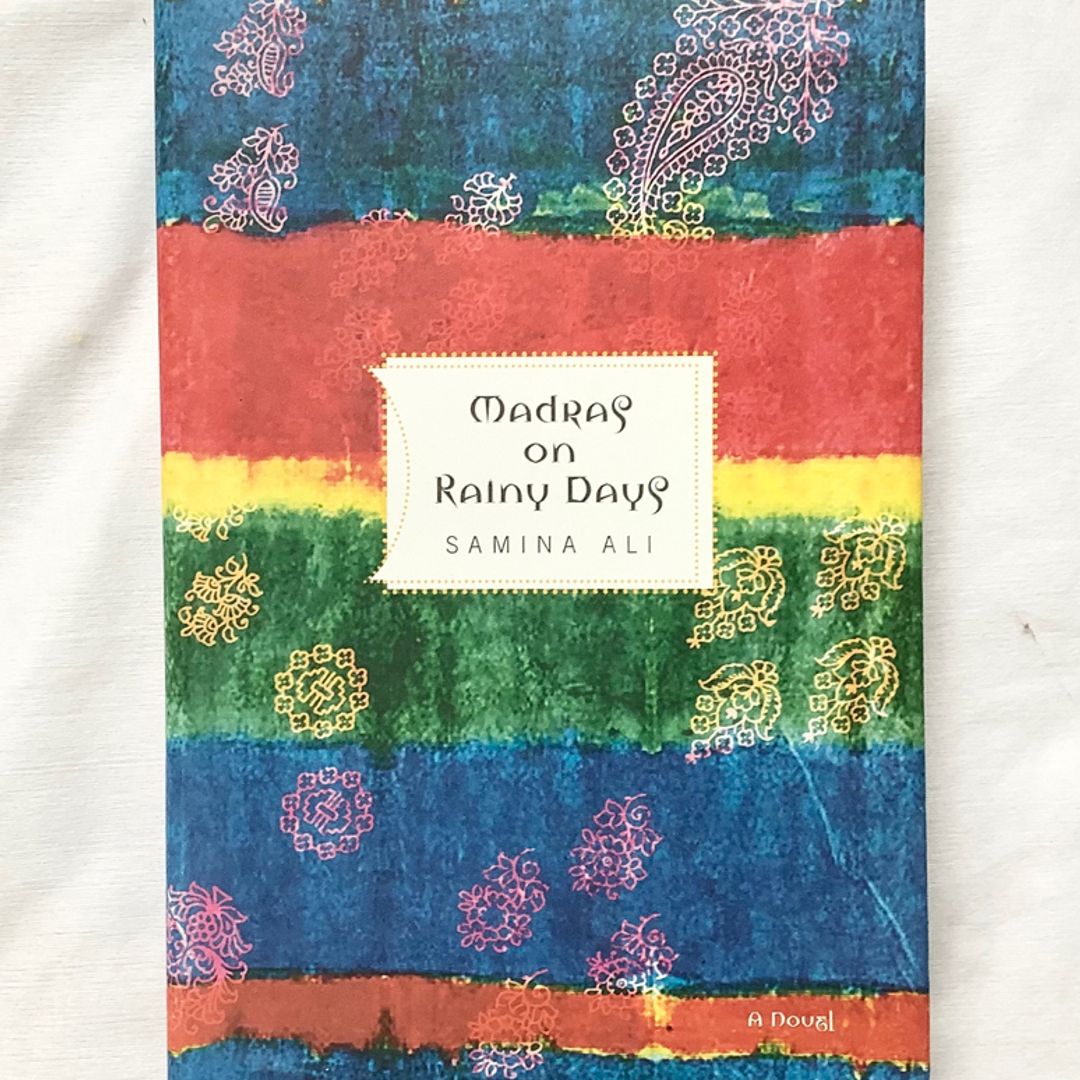 Madras
on
Rainy Days
SAMINA ALI
A Novel